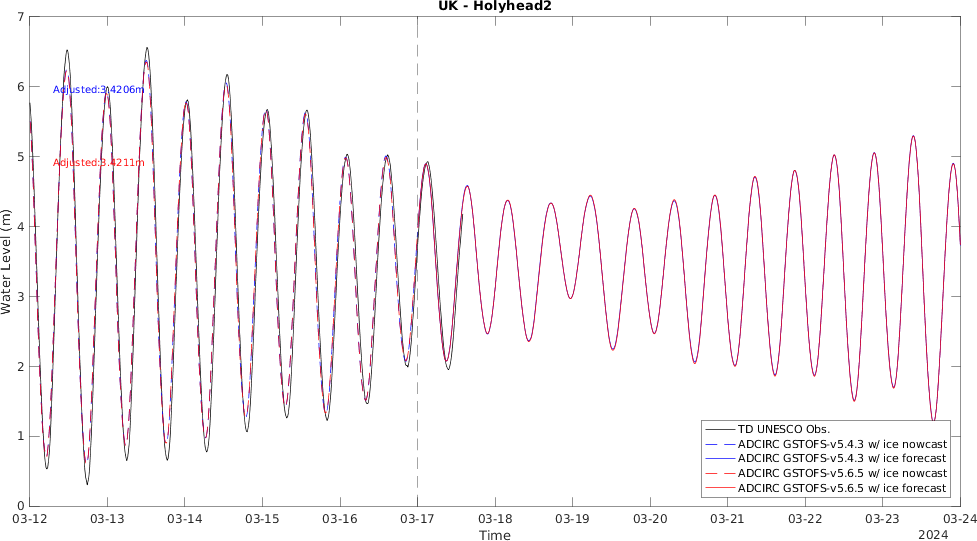 UK - Holyhead2
7
6
5
4
3
2
1
0
Water Level (m)
Adjusted:3.4206m
Adjusted:3.4211m
TD UNESCO Obs.
ADCIRC GSTOFS-v5.4.3 w/ ice nowcast
ADCIRC GSTOFS-v5.4.3 w/ ice forecast
ADCIRC GSTOFS-v5.6.5 w/ ice nowcast
ADCIRC GSTOFS-v5.6.5 w/ ice forecast
03-12 03-13 03-14 03-15 03-16 03-17 03-18 03-19 03-20 03-21 03-22 03-23 03-24
Time
2024